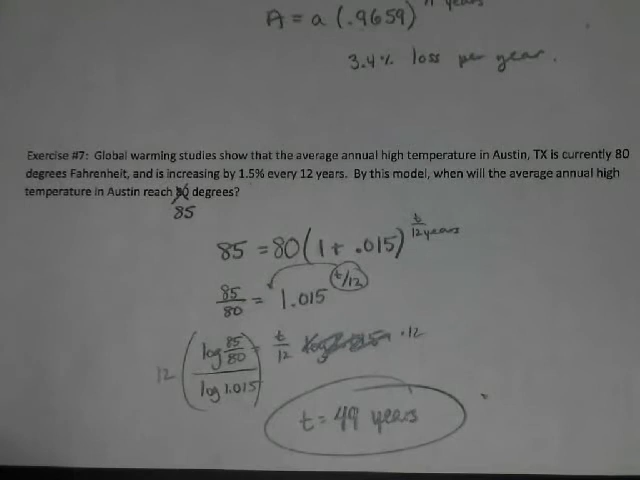 n years
A = a (.9659)
3.4% loss per year.
Exercise #7: Global warming studies show that the average annual high temperature in Austin, TX is currently 80
degrees Fahrenheit, and is increasing by 1.5% every 12 years. By this model, when will the average annual high
temperature in Austin reach 90 degrees?
85
85 = 80(1 + .015)^(t/12 years)
85/80 = 1.015^(t/12)
12 (log 85/80 / log 1.015) = t/12 · 12
t = 49 years